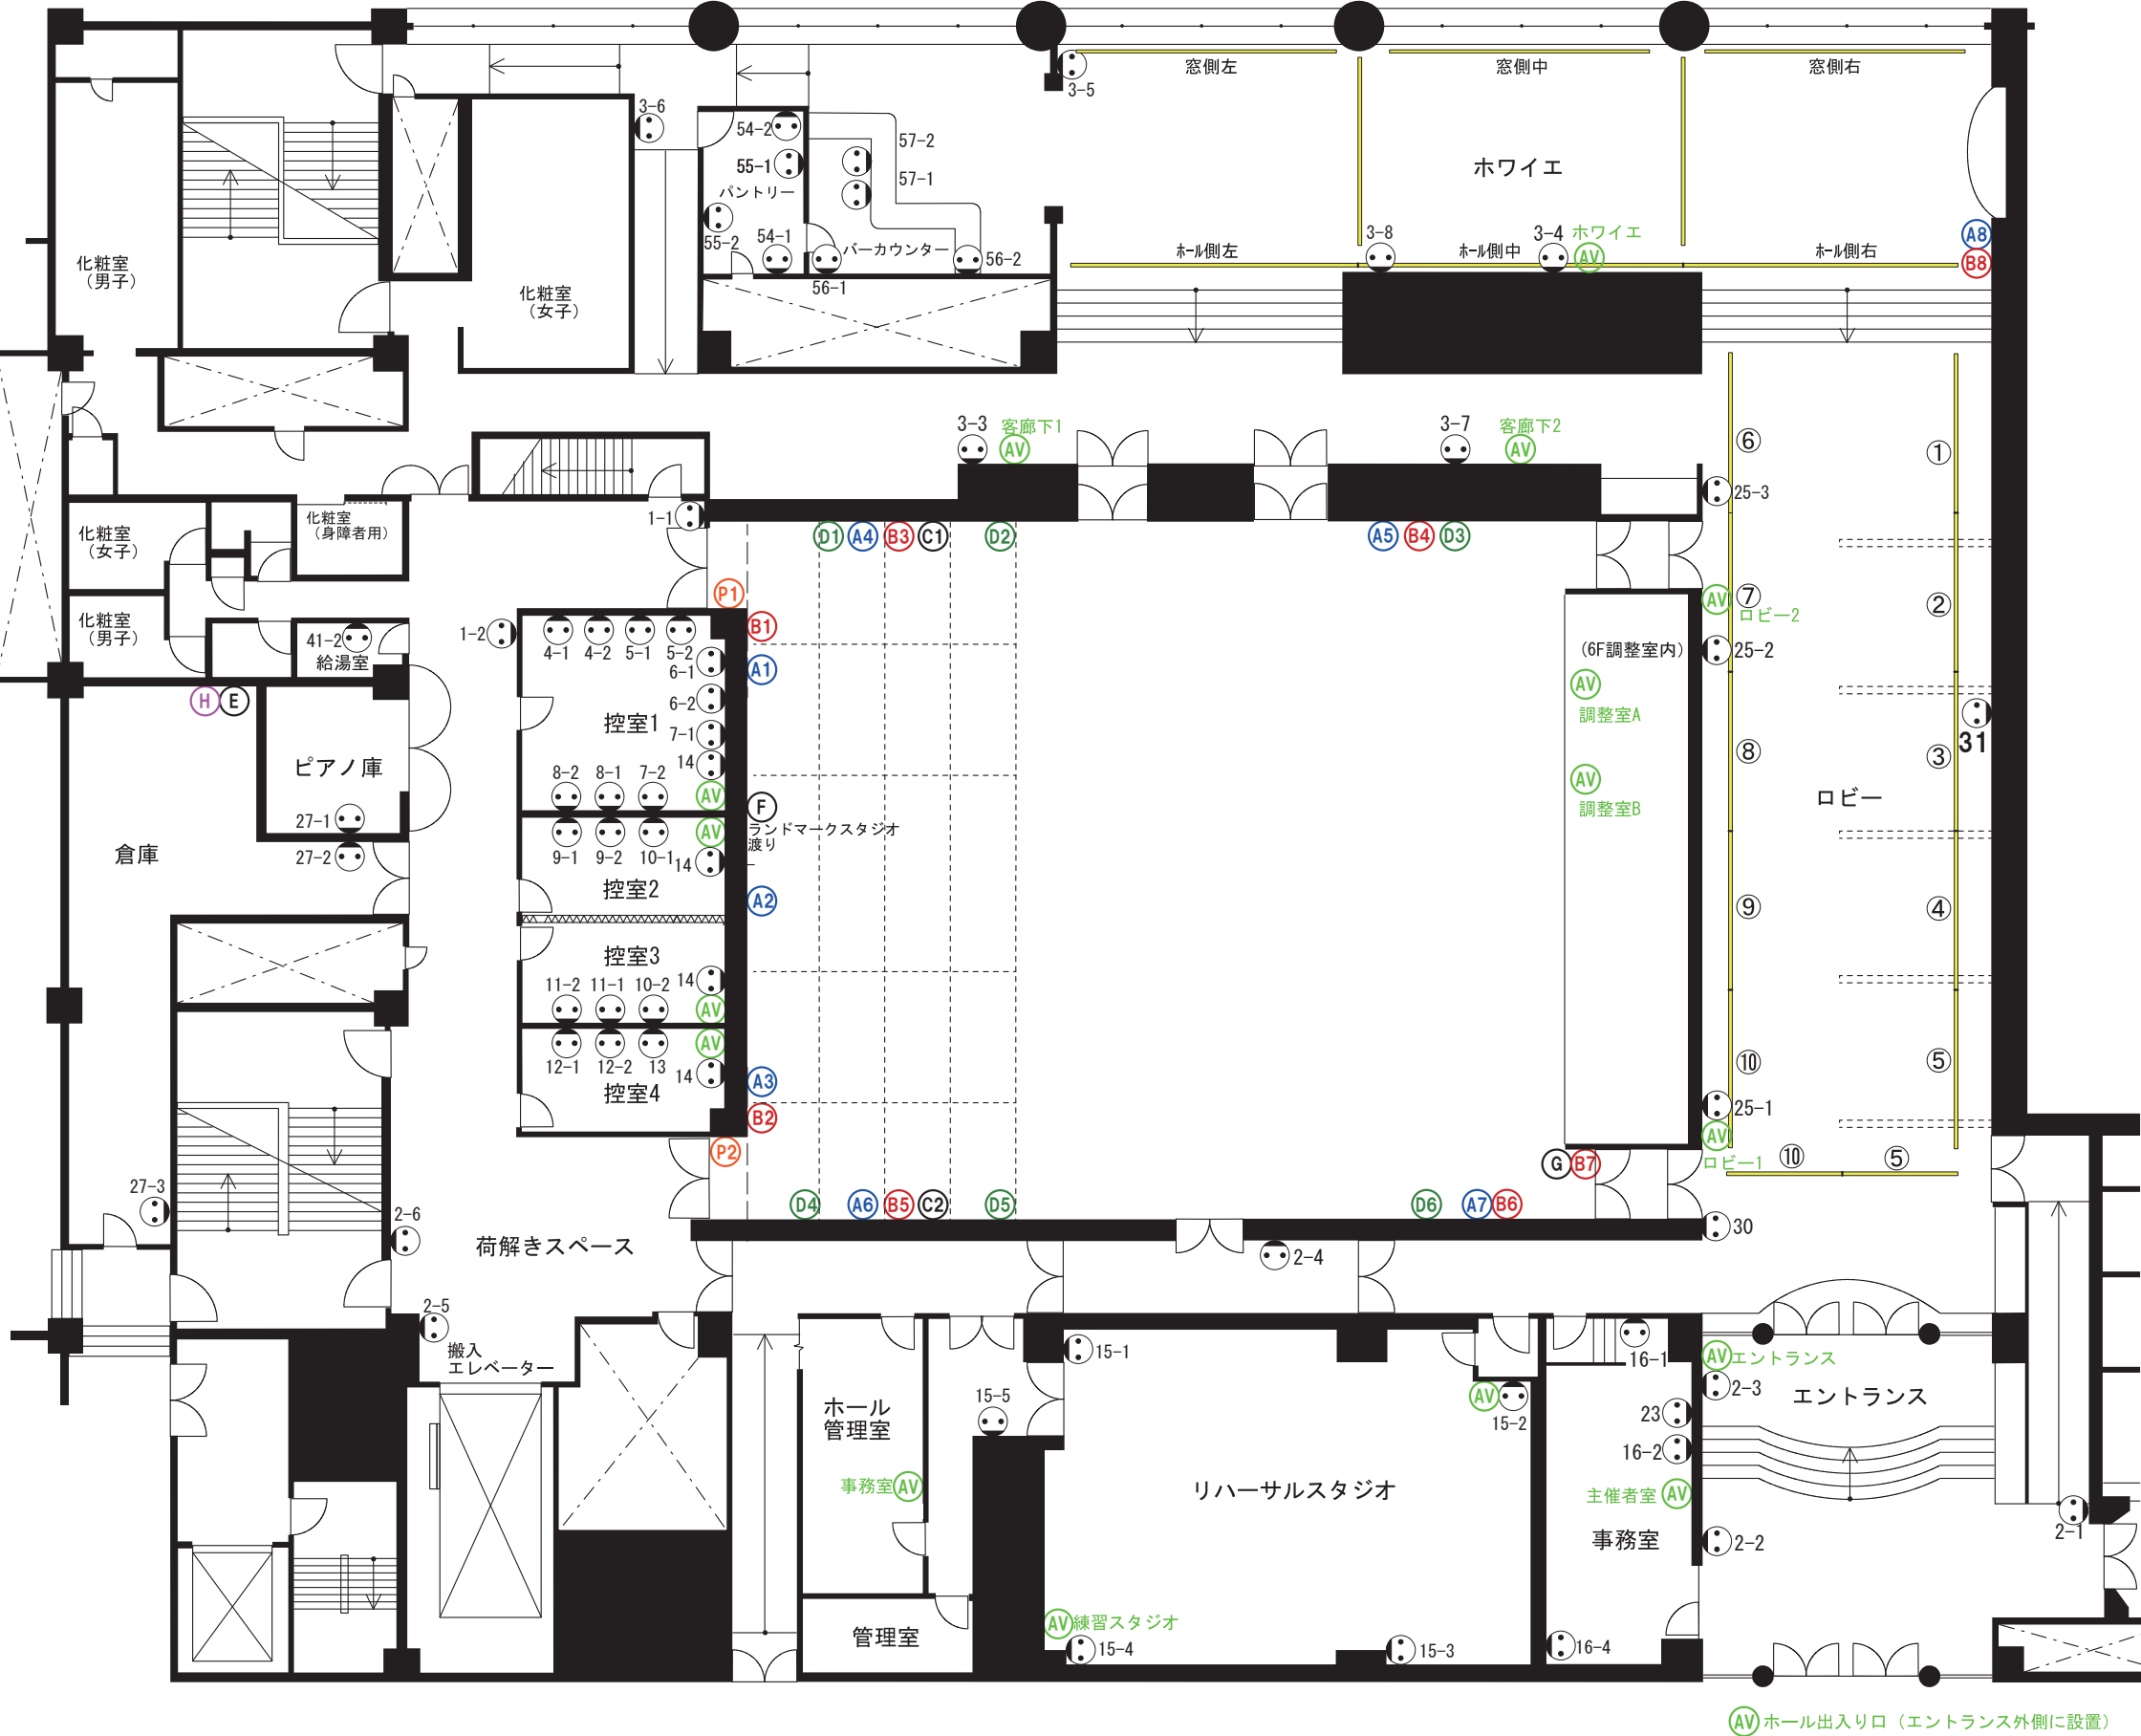 窓側左
窓側中
窓側右
3-5
3-6
54-2
55-1
パントリー
55-2
54-1
57-2
57-1
バーカウンター
56-1
56-2
ホワイエ
3-8
3-4
ホワイエ
AV
ホール側左
ホール側中
ホール側右
A8
B8
化粧室
（男子）
化粧室
（女子）
3-3
客廊下1
AV
3-7
客廊下2
AV
⑥
①
25-3
1-1
化粧室
（女子）
化粧室
（身障者用）
D1
A4
B3
C1
D2
A5
B4
D3
P1
化粧室
（男子）
41-2
給湯室
1-2
4-1
4-2
5-1
5-2
6-1
6-2
7-1
14
控室1
8-2
8-1
7-2
AV
B1
A1
（6F調整室内）
AV
調整室A
AV
調整室B
AV
⑦
ロビー2
②
25-2
31
⑧
③
ロビー
H
E
ピアノ庫
27-1
27-2
倉庫
F
ランドマークスタジオ
渡り
AV
9-1
9-2
10-1
14
控室2
A2
⑨
④
控室3
14
11-2
11-1
10-2
AV
AV
12-1
12-2
13
14
控室4
A3
B2
P2
⑩
⑤
25-1
AV
ロビー1
⑩
⑤
G
B7
27-3
2-6
D4
A6
B5
C2
D5
D6
A7
B6
30
荷解きスペース
2-4
2-5
搬入
エレベーター
ホール
管理室
事務室
AV
管理室
15-5
15-1
AV
15-2
リハーサルスタジオ
AV
練習スタジオ
15-4
15-3
16-1
23
16-2
主催者室
AV
事務室
16-4
AV
エントランス
2-3
エントランス
2-2
2-1
AV
ホール出入り口（エントランス外側に設置）